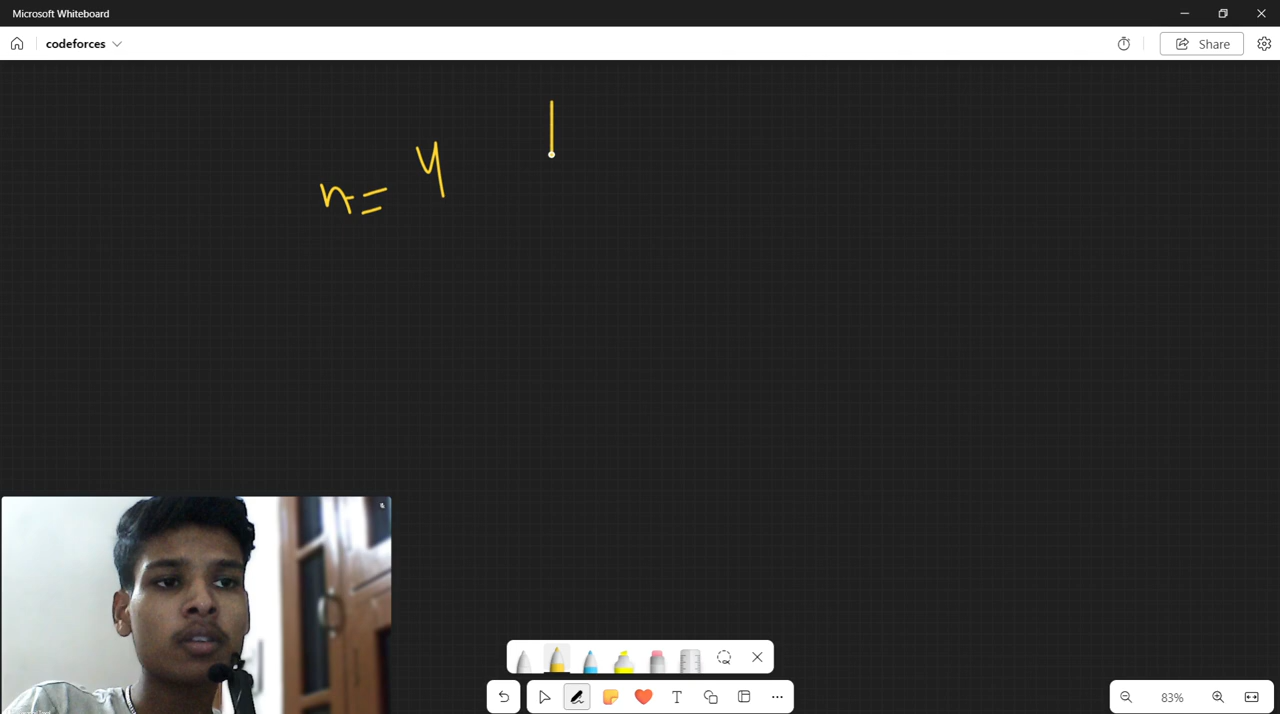 Microsoft Whiteboard
codeforces
Share
n= 4 |
T
83%